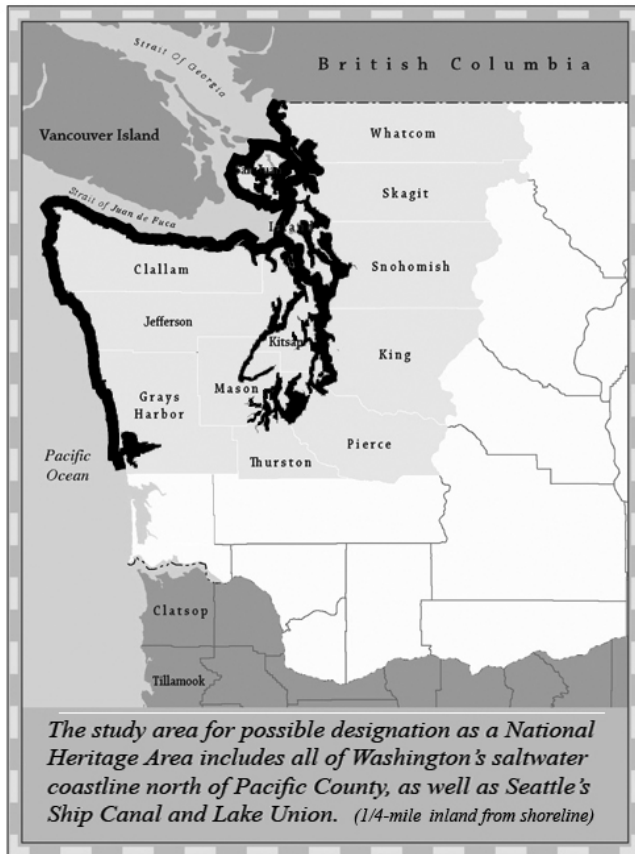 Strait Of
Georgia
British Columbia
Vancouver Island
Whatcom
San Juan
Skagit
Strait of Juan de Fuca
Clallam
Snohomish
Jefferson
Kitsap
King
Mason
Grays
Harbor
Pierce
Pacific
Ocean
Thurston
Clatsop
Tillamook
The study area for possible designation as a National
Heritage Area includes all of Washington's saltwater
coastline north of Pacific County, as well as Seattle's
Ship Canal and Lake Union. (1/4-mile inland from shoreline)